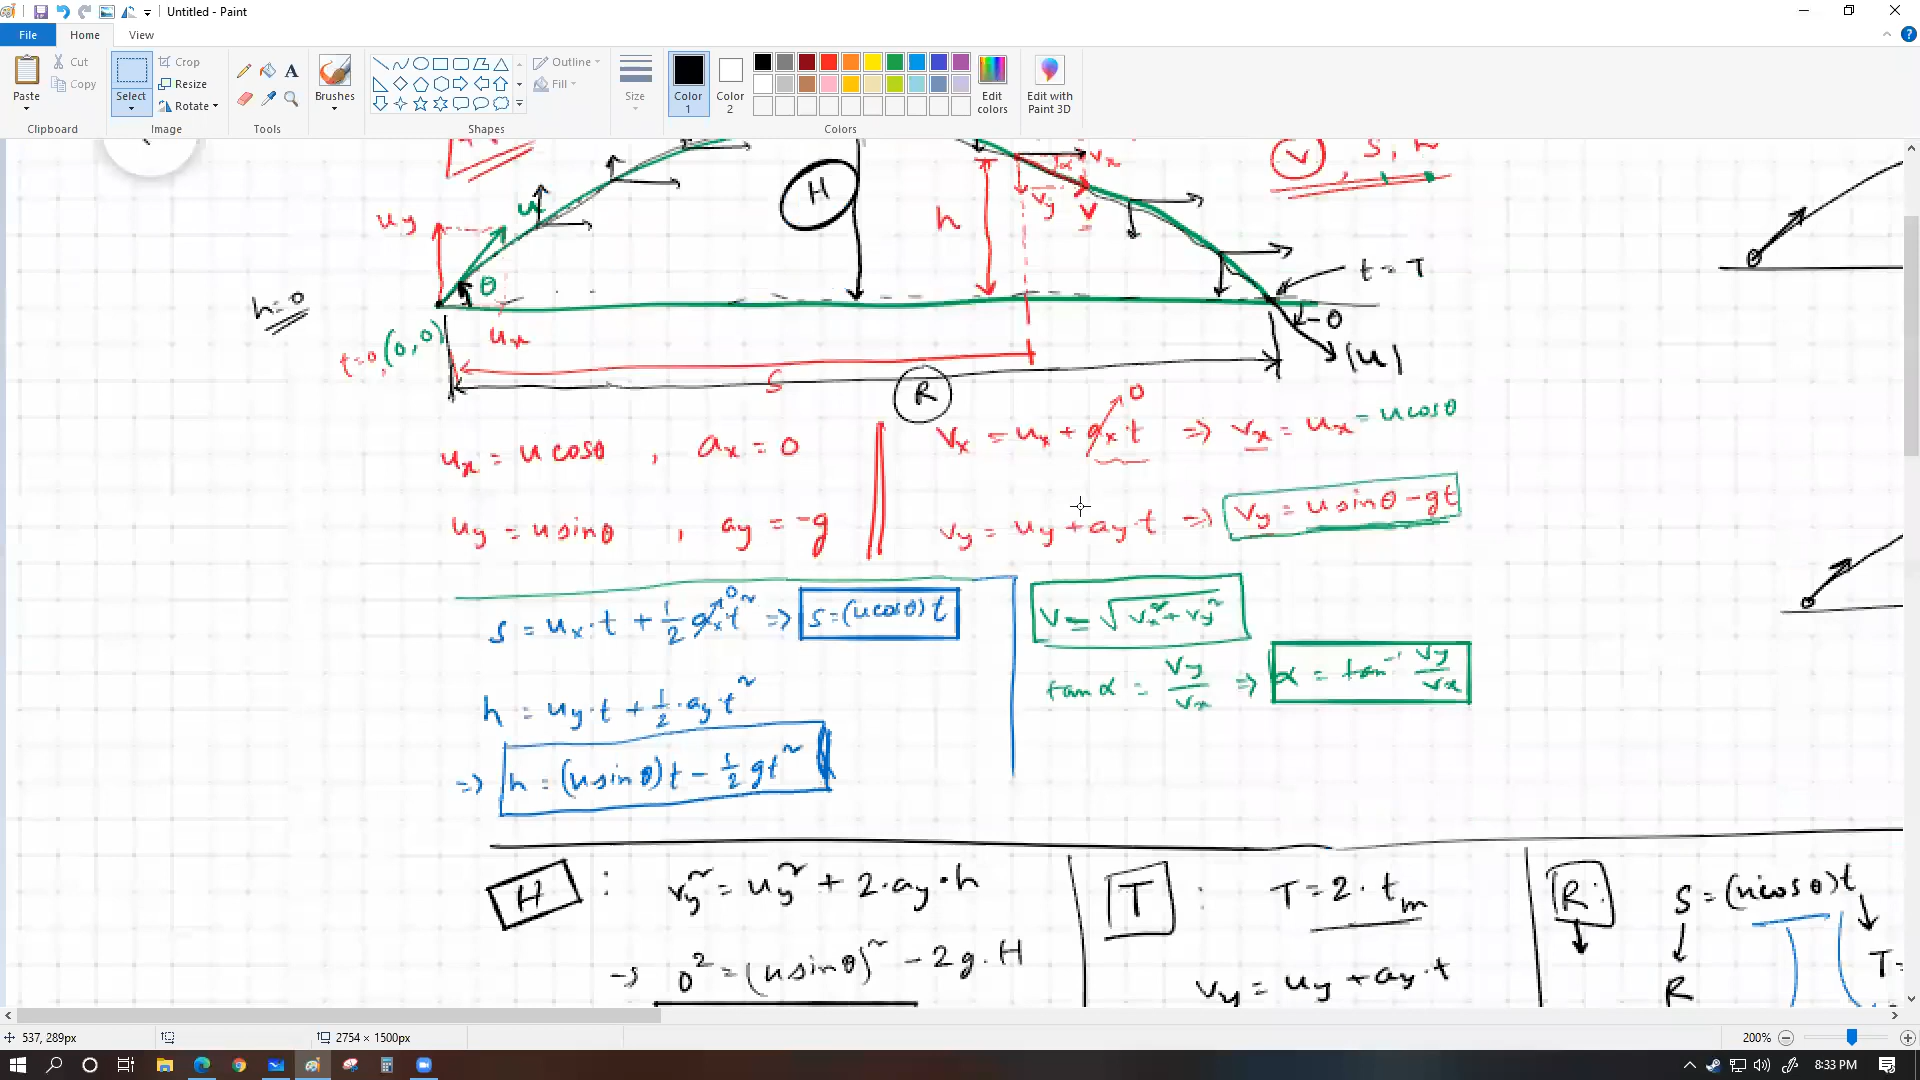 Untitled - Paint
File Home View
Paste Cut Copy Clipboard
Select Crop Resize Rotate Image
Tools
Brushes
Outline Fill Shapes
Size
Color 1 Color 2 Edit colors Colors
Edit with Paint 3D
H
h
α vx
vy
v
V , s, h
uy
u
θ
h=0
t=0, (0,0)
ux
t=T
-θ
|u|
S
R
ux = u cosθ , ax = 0
uy = u sinθ , ay = -g
vx = ux + ax·t 0 => vx = ux = u cosθ
vy = uy + ay·t => vy = u sinθ - gt
s = ux·t + 1/2 ax t² 0 => s = (u cosθ) t
h = uy·t + 1/2·ay·t²
=> h = (u sinθ) t - 1/2 gt²
V = √vx² + vy²
tanα = vy/vx => α = tan⁻¹ vy/vx
H : vy² = uy² + 2·ay·h
→ 0² = (u sinθ)² - 2g·H
T : T = 2·tm
vy = uy + ay·t
R: S = (u cosθ) t
R
T=
537, 289px
2754 × 1500px
200%
8:33 PM